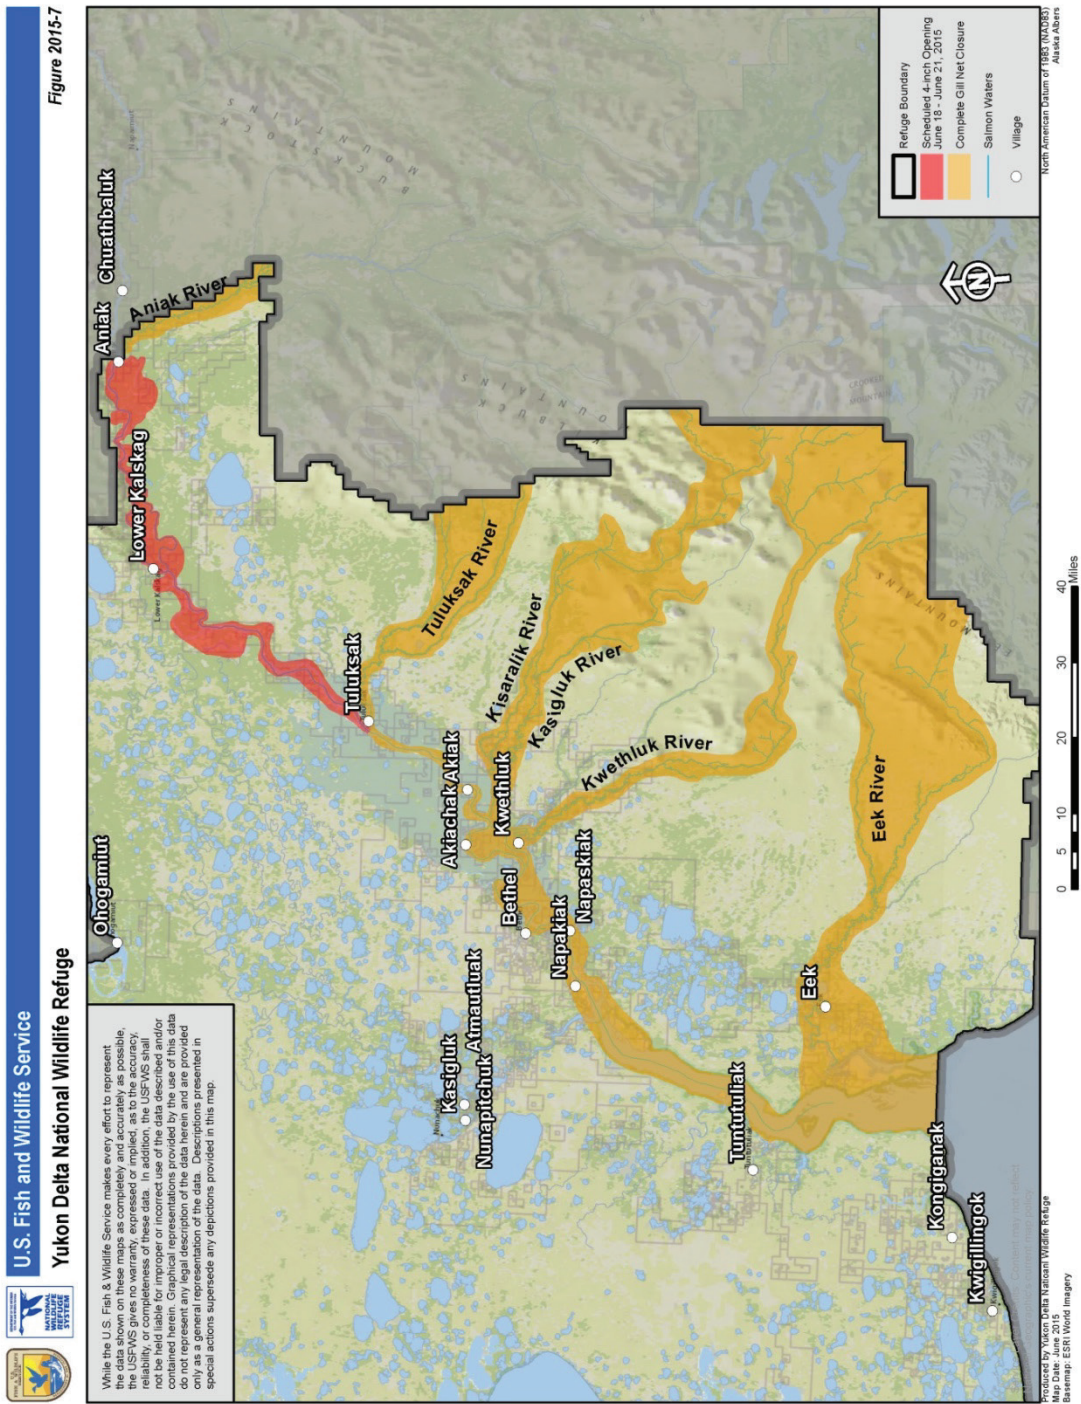 U.S. Fish and Wildlife Service
Yukon Delta National Wildlife Refuge
Figure 2015-7
NATIONAL
WILDLIFE
REFUGE
SYSTEM
While the U.S. Fish & Wildlife Service makes every effort to represent
the data shown on these maps as completely and accurately as possible,
the USFWS gives no warranty, expressed or implied, as to the accuracy,
reliability, or completeness of these data. In addition, the USFWS shall
not be held liable for improper or incorrect use of the data described and/or
contained herein. Graphical representations provided by the use of this data
do not represent any legal description of the data herein and are provided
only as a general representation of the data. Descriptions presented in
special actions supersede any depictions provided in this map.
Ohogamiut
Lower Kalskag
Aniak
Chuathbaluk
Aniak River
Napamiut
BUCKSTOCK
MOUNTAINS
Tuluksak
Tuluksak River
Kasigluk
Atmautluak
Nunapitchuk
Akiachak
Akiak
Kisaralik River
Kasigluk River
Bethel
Kwethluk
Kwethluk River
Napakiak
Napaskiak
Tuntutuliak
Eek
Eek River
MOUNTAINS
Kongiganak
Kwigillingok
Refuge Boundary
Scheduled 4-inch Opening
June 18 - June 21, 2015
Complete Gill Net Closure
Salmon Waters
Village
N
Produced by Yukon Delta Natioanl Wildlife Refuge
Map Date: June 2015
Basemap: ESRI World Imagery
0 5 10 20 30 40
Miles
North American Datum of 1983 (NAD83)
Alaska Albers